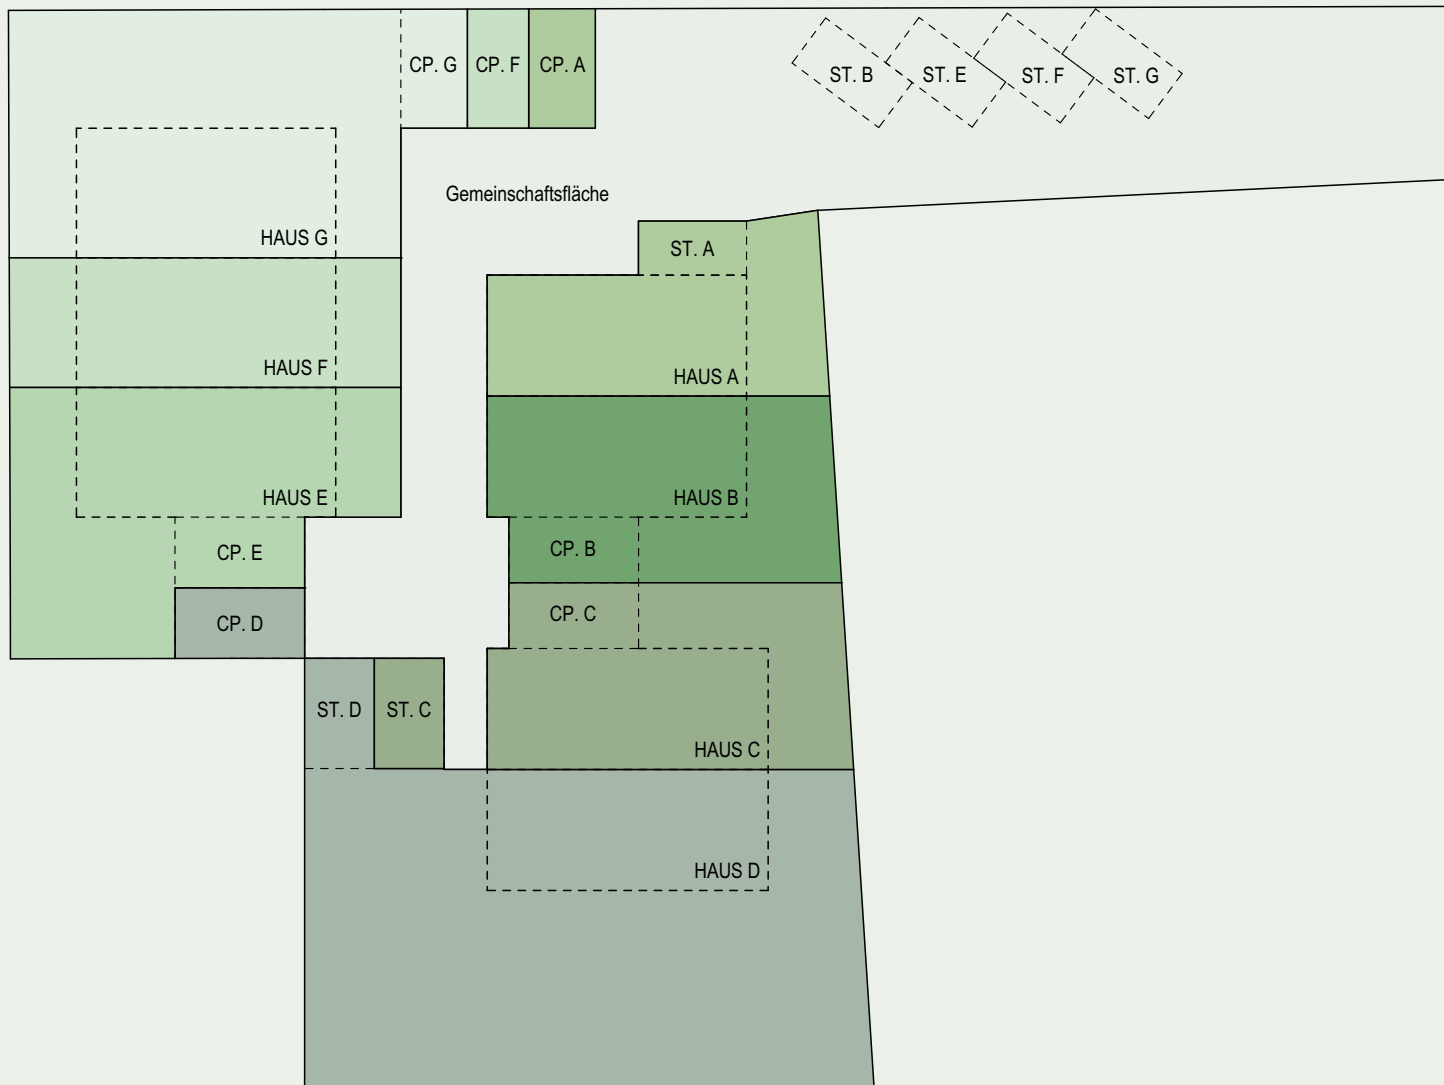 CP. G
CP. F
CP. A
ST. B
ST. E
ST. F
ST. G
Gemeinschaftsfläche
HAUS G
ST. A
HAUS F
HAUS A
HAUS E
HAUS B
CP. E
CP. B
CP. D
CP. C
ST. D
ST. C
HAUS C
HAUS D